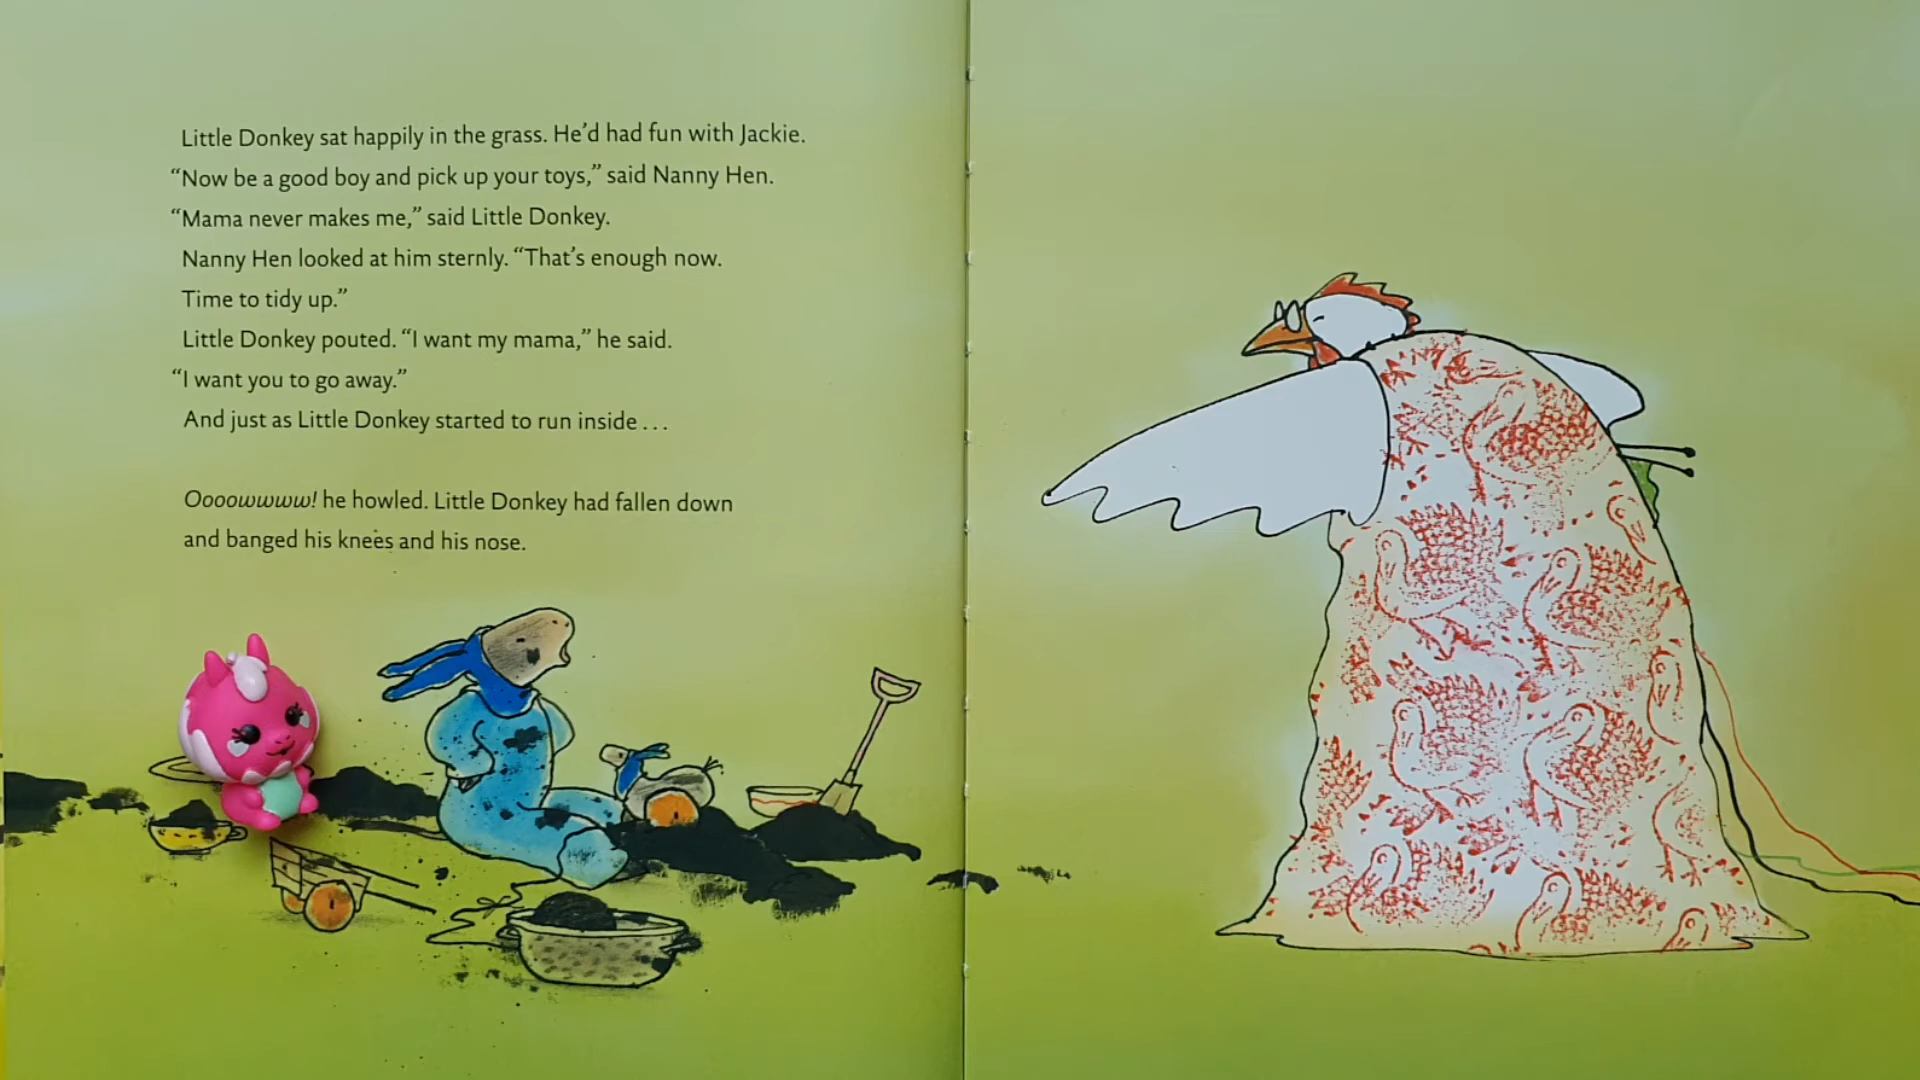 Little Donkey sat happily in the grass. He’d had fun with Jackie.
“Now be a good boy and pick up your toys,” said Nanny Hen.
“Mama never makes me,” said Little Donkey.
Nanny Hen looked at him sternly. “That’s enough now.
Time to tidy up.”
Little Donkey pouted. “I want my mama,” he said.
“I want you to go away.”
And just as Little Donkey started to run inside . . .
Oooowwww! he howled. Little Donkey had fallen down
and banged his knees and his nose.